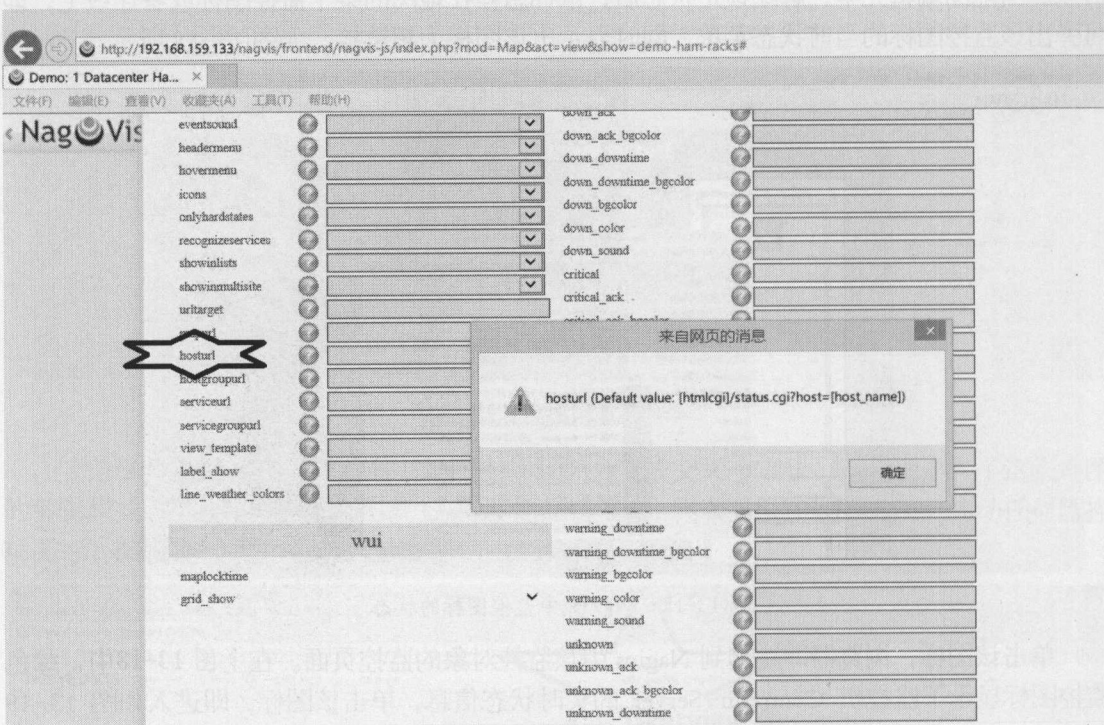 http://192.168.159.133/nagvis/frontend/nagvis-js/index.php?mod=Map&act=view&show=demo-ham-racks#
Demo: 1 Datacenter Ha... ×
文件(F) 编辑(E) 查看(V) 收藏夹(A) 工具(T) 帮助(H)
NagVis
eventsound
headermenu
hovermenu
icons
onlyhardstates
recognizeservices
showinlists
showinmultisite
urltarget
hosturl
hostgroupurl
serviceurl
servicegroupurl
view_template
label_show
line_weather_colors
wui
maplocktime
grid_show
down_ack
down_ack_bgcolor
down_downtime
down_downtime_bgcolor
down_bgcolor
down_color
down_sound
critical
critical_ack
critical_ack_bgcolor
来自网页的消息
hosturl (Default value: [htmlcgi]/status.cgi?host=[host_name])
确定
warning_downtime
warning_downtime_bgcolor
warning_bgcolor
warning_color
warning_sound
unknown
unknown_ack
unknown_ack_bgcolor
unknown_downtime